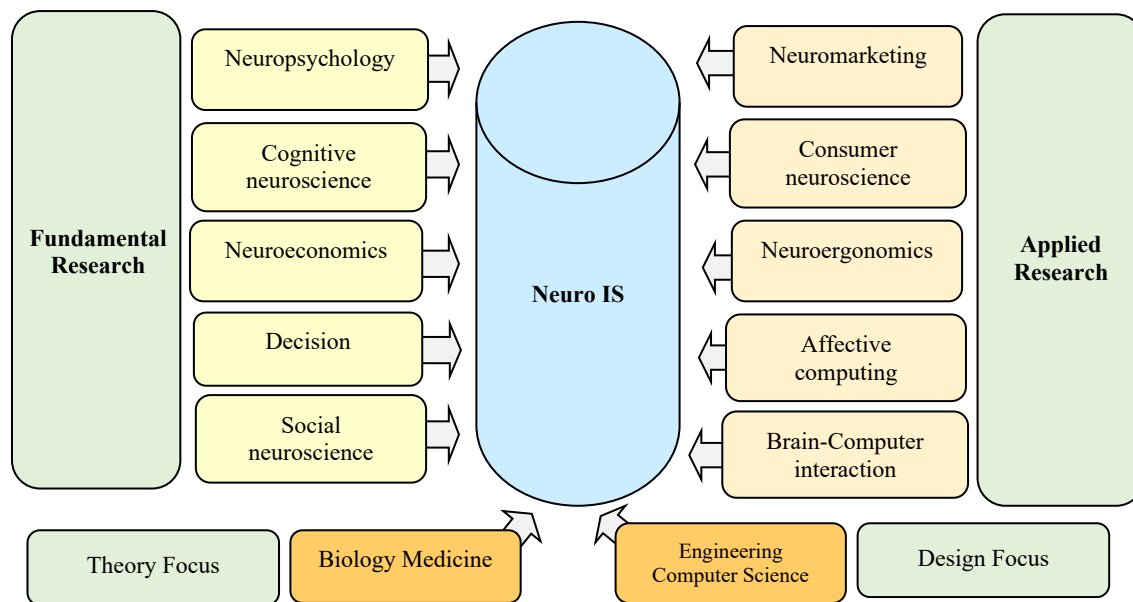 Fundamental
Research
Neuropsychology
Cognitive
neuroscience
Neuroeconomics
Decision
Social
neuroscience
Neuro IS
Neuromarketing
Consumer
neuroscience
Neuroergonomics
Affective
computing
Brain-Computer
interaction
Applied
Research
Theory Focus
Biology Medicine
Engineering
Computer Science
Design Focus